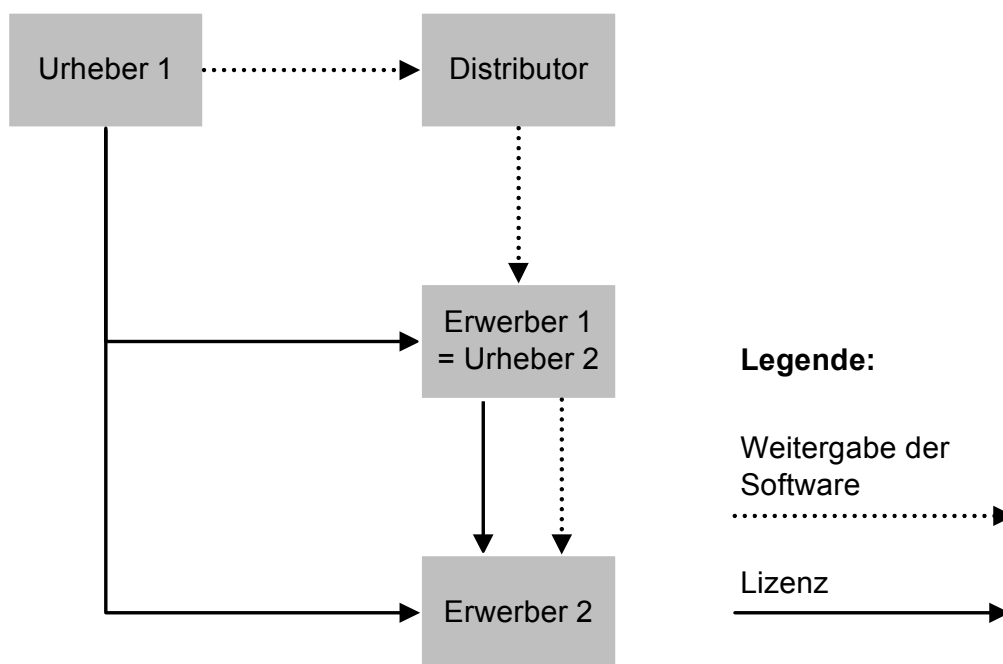 Urheber 1
Distributor
Erwerber 1
= Urheber 2
Legende:
Weitergabe der
Software
Lizenz
Erwerber 2